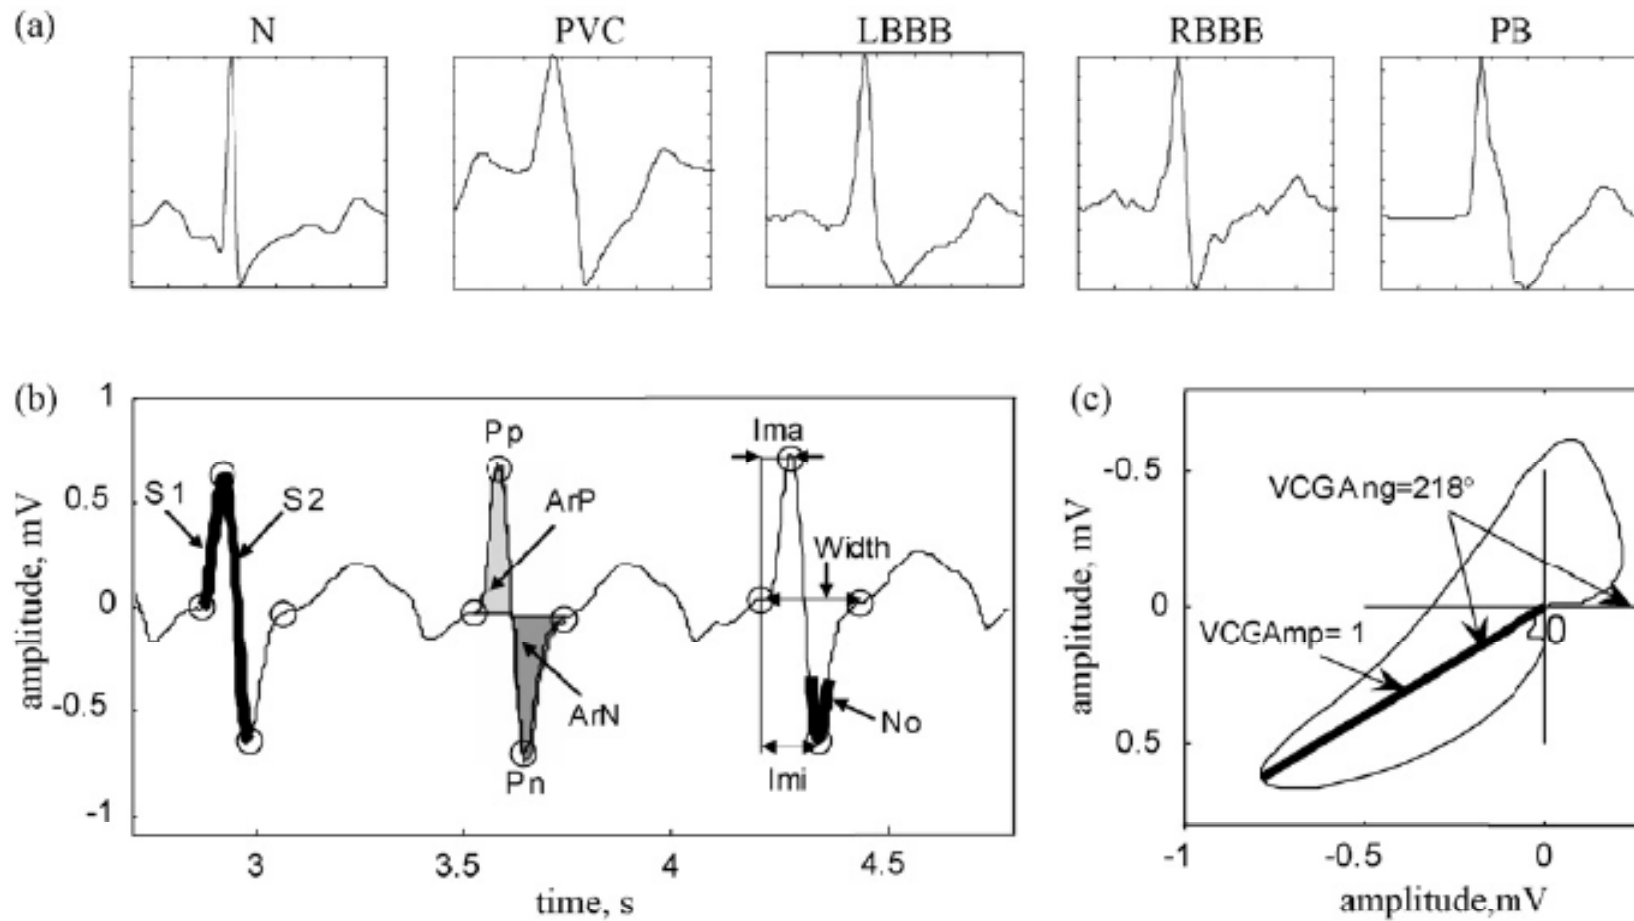 (a)
N
PVC
LBBB
RBBB
PB
(b)
1
0.5
0
-0.5
-1
amplitude, mV
S1
S2
Pp
ArP
ArN
Pn
Ima
Width
No
Imi
3
3.5
4
4.5
time, s
(c)
-0.5
0
0.5
amplitude, mV
VCGAng=218°
VCGAmp= 1
-1
-0.5
0
amplitude,mV